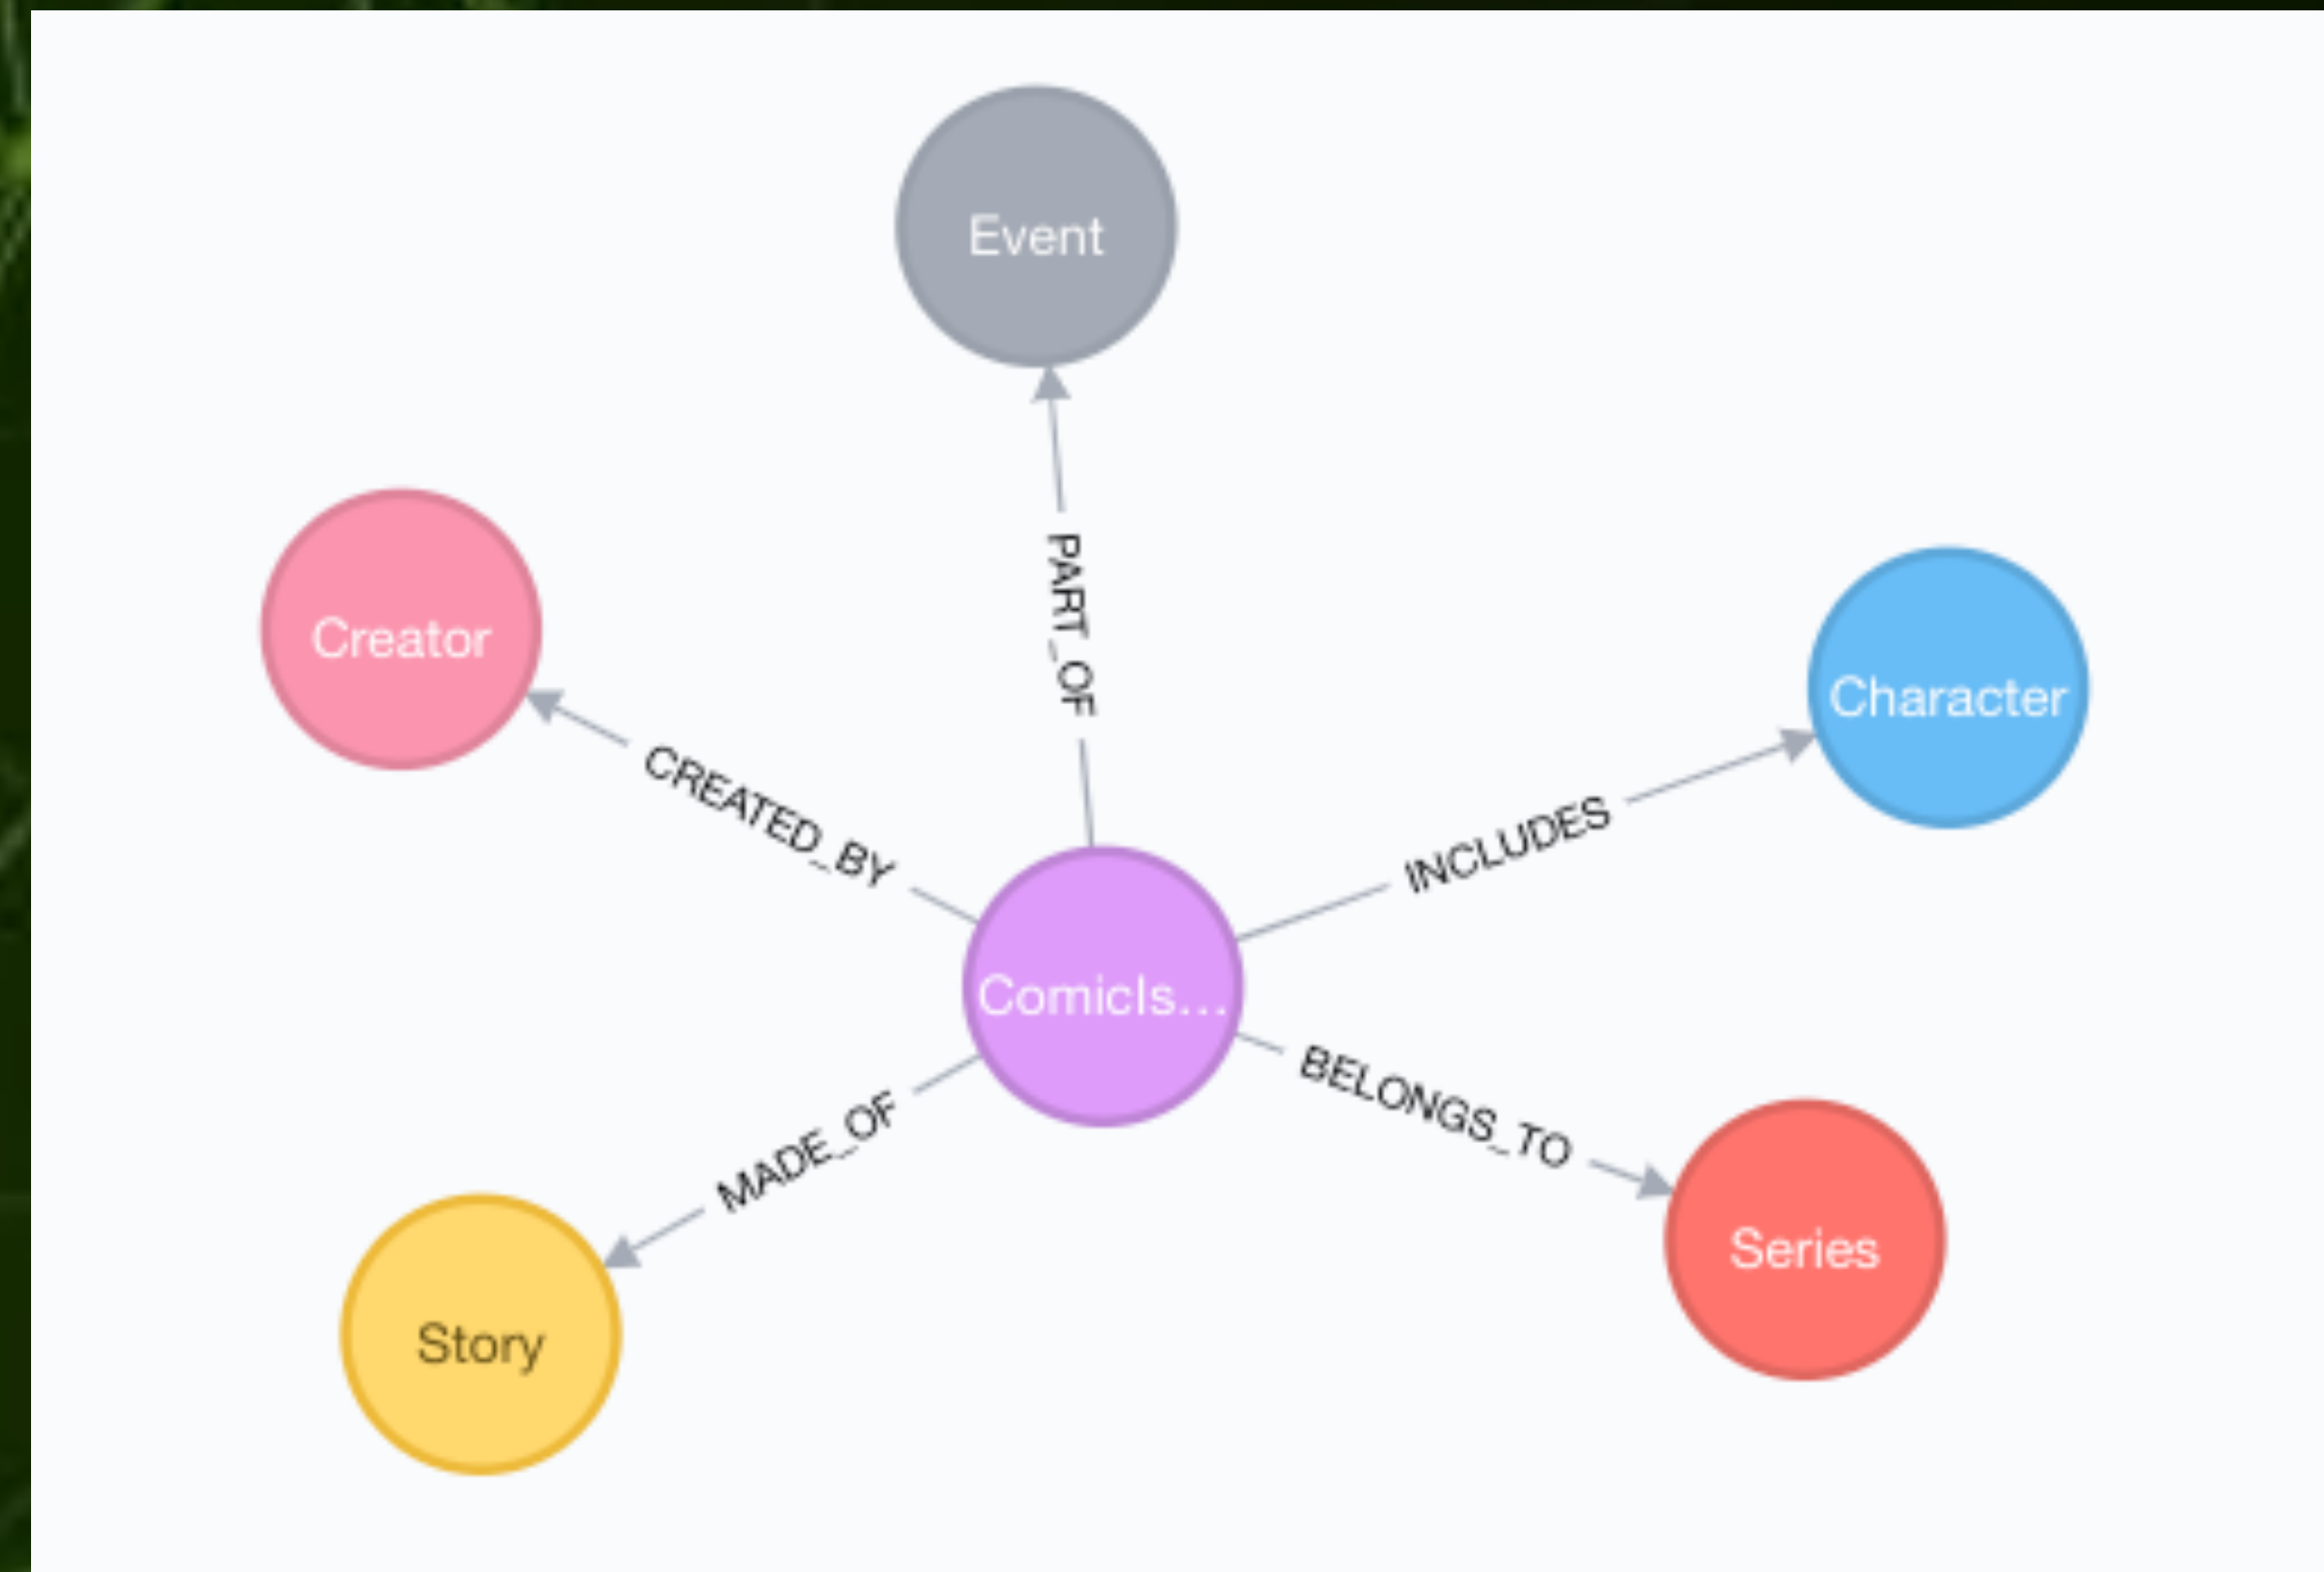 Event
PART_OF
Creator
CREATED_BY
Character
INCLUDES
ComicIs...
BELONGS_TO
MADE_OF
Series
Story